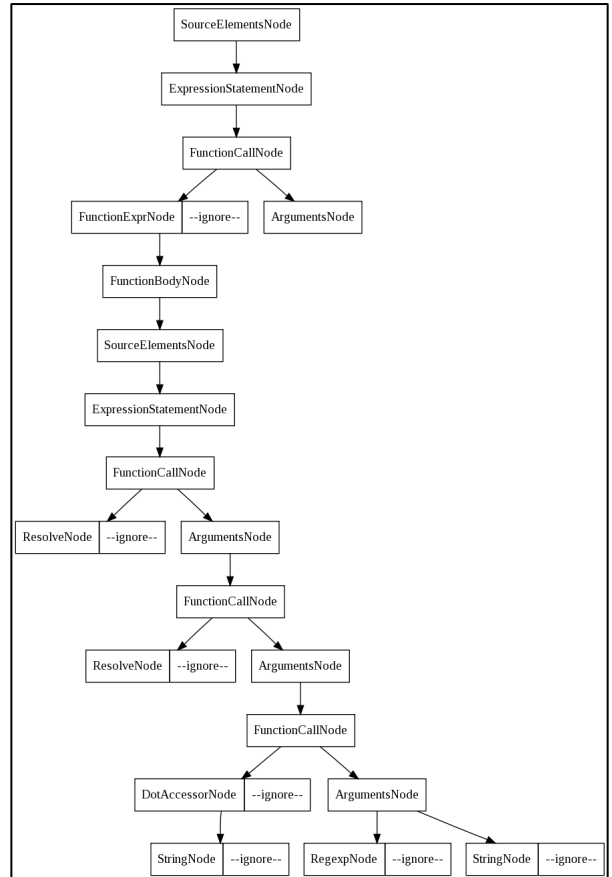 SourceElementsNode
ExpressionStatementNode
FunctionCallNode
FunctionExprNode --ignore-- ArgumentsNode
FunctionBodyNode
SourceElementsNode
ExpressionStatementNode
FunctionCallNode
ResolveNode --ignore-- ArgumentsNode
FunctionCallNode
ResolveNode --ignore-- ArgumentsNode
FunctionCallNode
DotAccessorNode --ignore-- ArgumentsNode
StringNode --ignore-- RegexpNode --ignore-- StringNode --ignore--